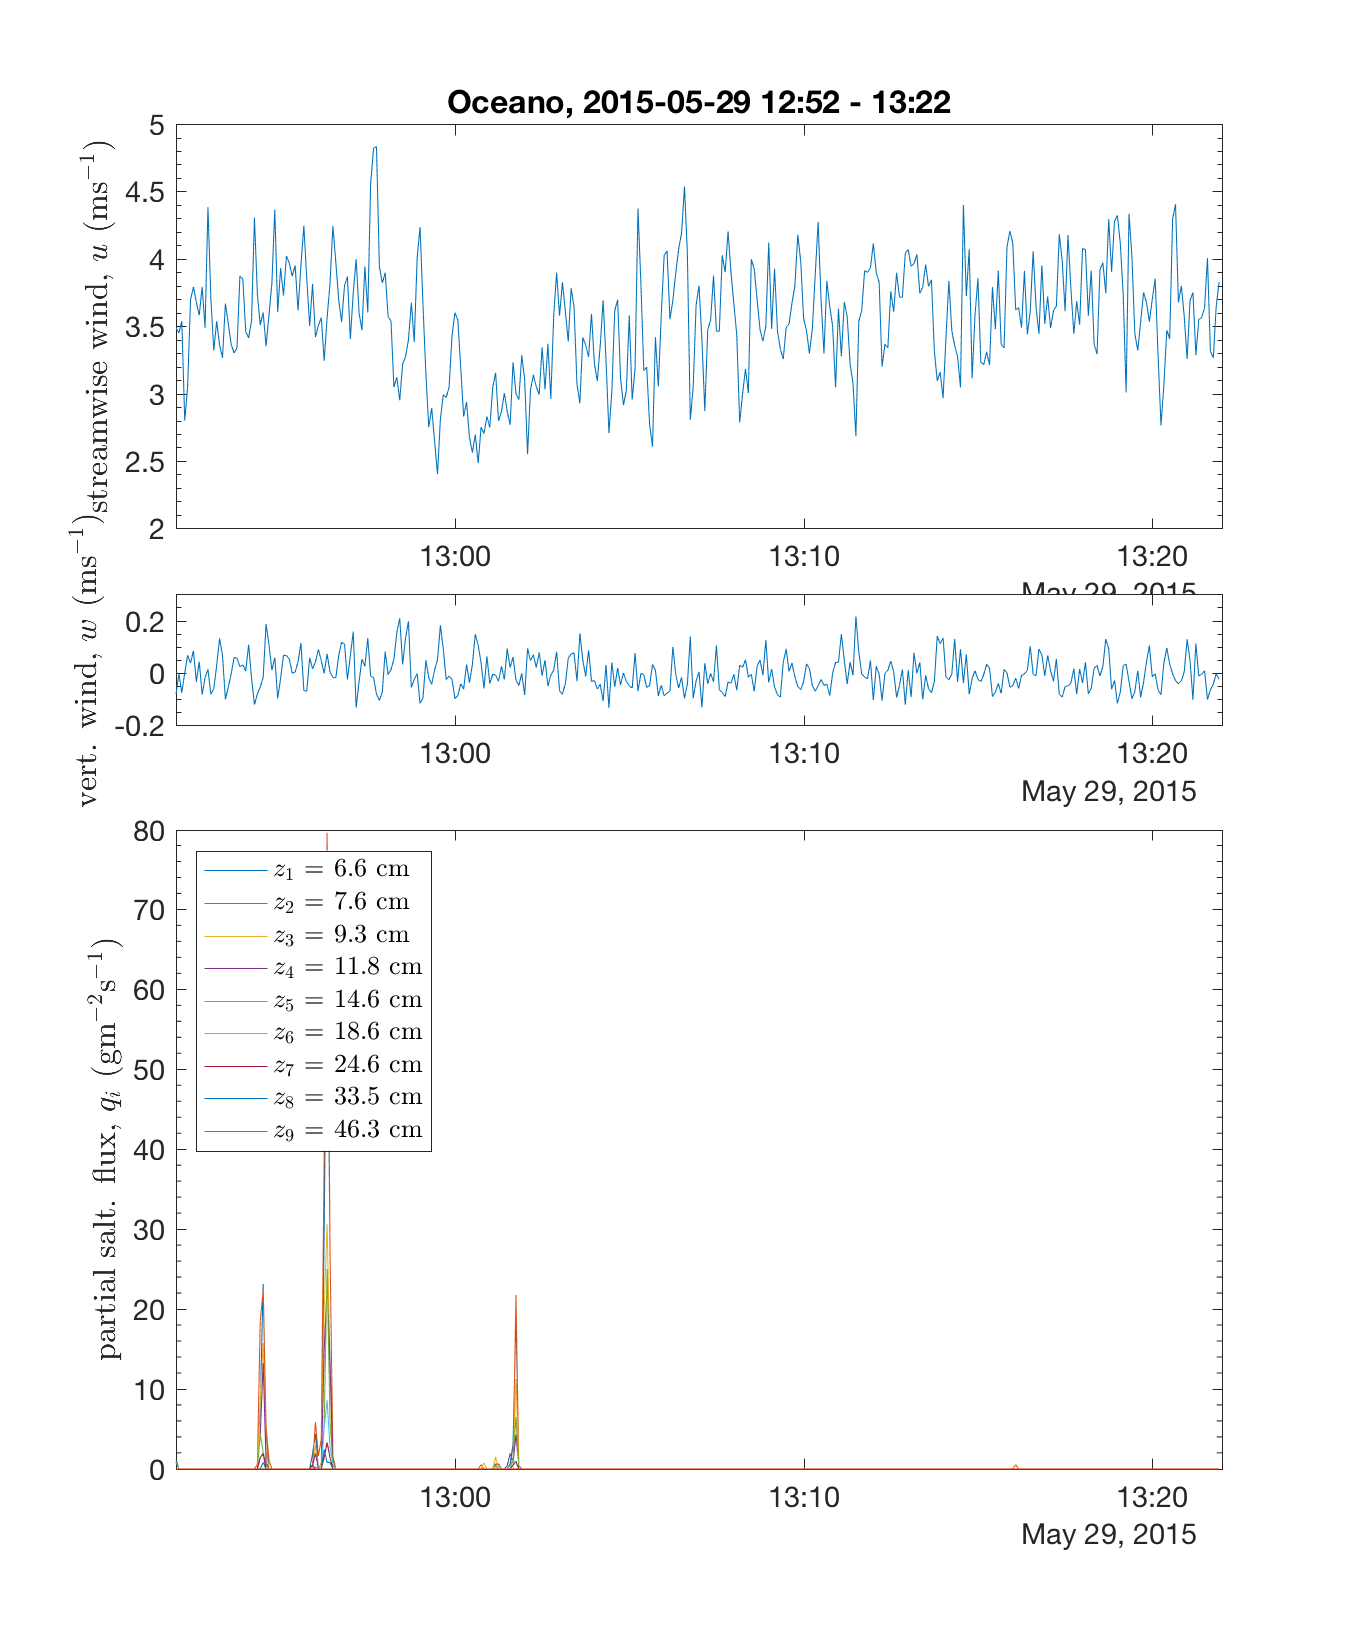 Oceano, 2015-05-29 12:52 - 13:22
streamwise wind, u (ms⁻¹)
5
4.5
4
3.5
3
2.5
2
13:00 13:10 13:20
May 29, 2015
vert. wind, w (ms⁻¹)
0.2
0
-0.2
13:00 13:10 13:20
May 29, 2015
partial salt. flux, qᵢ (gm⁻²s⁻¹)
80
70
60
50
40
30
20
10
0
z₁ = 6.6 cm
z₂ = 7.6 cm
z₃ = 9.3 cm
z₄ = 11.8 cm
z₅ = 14.6 cm
z₆ = 18.6 cm
z₇ = 24.6 cm
z₈ = 33.5 cm
z₉ = 46.3 cm
13:00 13:10 13:20
May 29, 2015